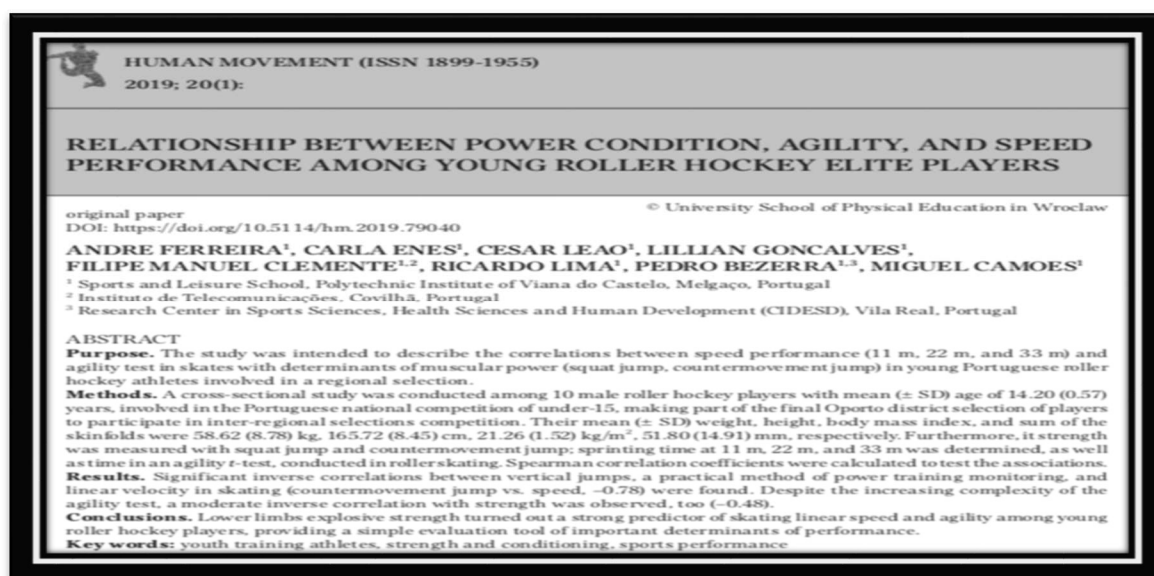 HUMAN MOVEMENT (ISSN 1899-1955)
2019; 20(1):
RELATIONSHIP BETWEEN POWER CONDITION, AGILITY, AND SPEED
PERFORMANCE AMONG YOUNG ROLLER HOCKEY ELITE PLAYERS
© University School of Physical Education in Wroclaw
original paper
DOI: https://doi.org/10.5114/hm.2019.79040
ANDRE FERREIRA¹, CARLA ENES¹, CESAR LEAO¹, LILLIAN GONCALVES¹,
FILIPE MANUEL CLEMENTE¹,², RICARDO LIMA¹, PEDRO BEZERRA¹,³, MIGUEL CAMOES¹
¹ Sports and Leisure School, Polytechnic Institute of Viana do Castelo, Melgaço, Portugal
² Instituto de Telecomunicações, Covilhã, Portugal
³ Research Center in Sports Sciences, Health Sciences and Human Development (CIDESD), Vila Real, Portugal
ABSTRACT
Purpose. The study was intended to describe the correlations between speed performance (11 m, 22 m, and 33 m) and
agility test in skates with determinants of muscular power (squat jump, countermovement jump) in young Portuguese roller
hockey athletes involved in a regional selection.
Methods. A cross-sectional study was conducted among 10 male roller hockey players with mean (± SD) age of 14.20 (0.57)
years, involved in the Portuguese national competition of under-15, making part of the final Oporto district selection of players
to participate in inter-regional selections competition. Their mean (± SD) weight, height, body mass index, and sum of the
skinfolds were 58.62 (8.78) kg, 165.72 (8.45) cm, 21.26 (1.52) kg/m², 51.80 (14.91) mm, respectively. Furthermore, it strength
was measured with squat jump and countermovement jump; sprinting time at 11 m, 22 m, and 33 m was determined, as well
as time in an agility t-test, conducted in roller skating. Spearman correlation coefficients were calculated to test the associations.
Results. Significant inverse correlations between vertical jumps, a practical method of power training monitoring, and
linear velocity in skating (countermovement jump vs. speed, –0.78) were found. Despite the increasing complexity of the
agility test, a moderate inverse correlation with strength was observed, too (–0.48).
Conclusions. Lower limbs explosive strength turned out a strong predictor of skating linear speed and agility among young
roller hockey players, providing a simple evaluation tool of important determinants of performance.
Key words: youth training athletes, strength and conditioning, sports performance